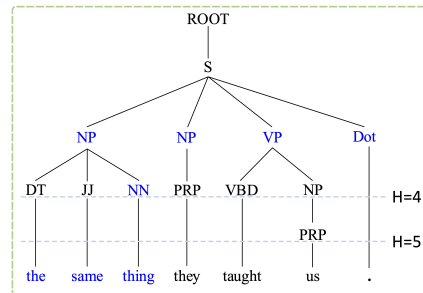 ROOT
S
NP NP VP Dot
DT JJ NN PRP VBD NP H=4
PRP H=5
the same thing they taught us .